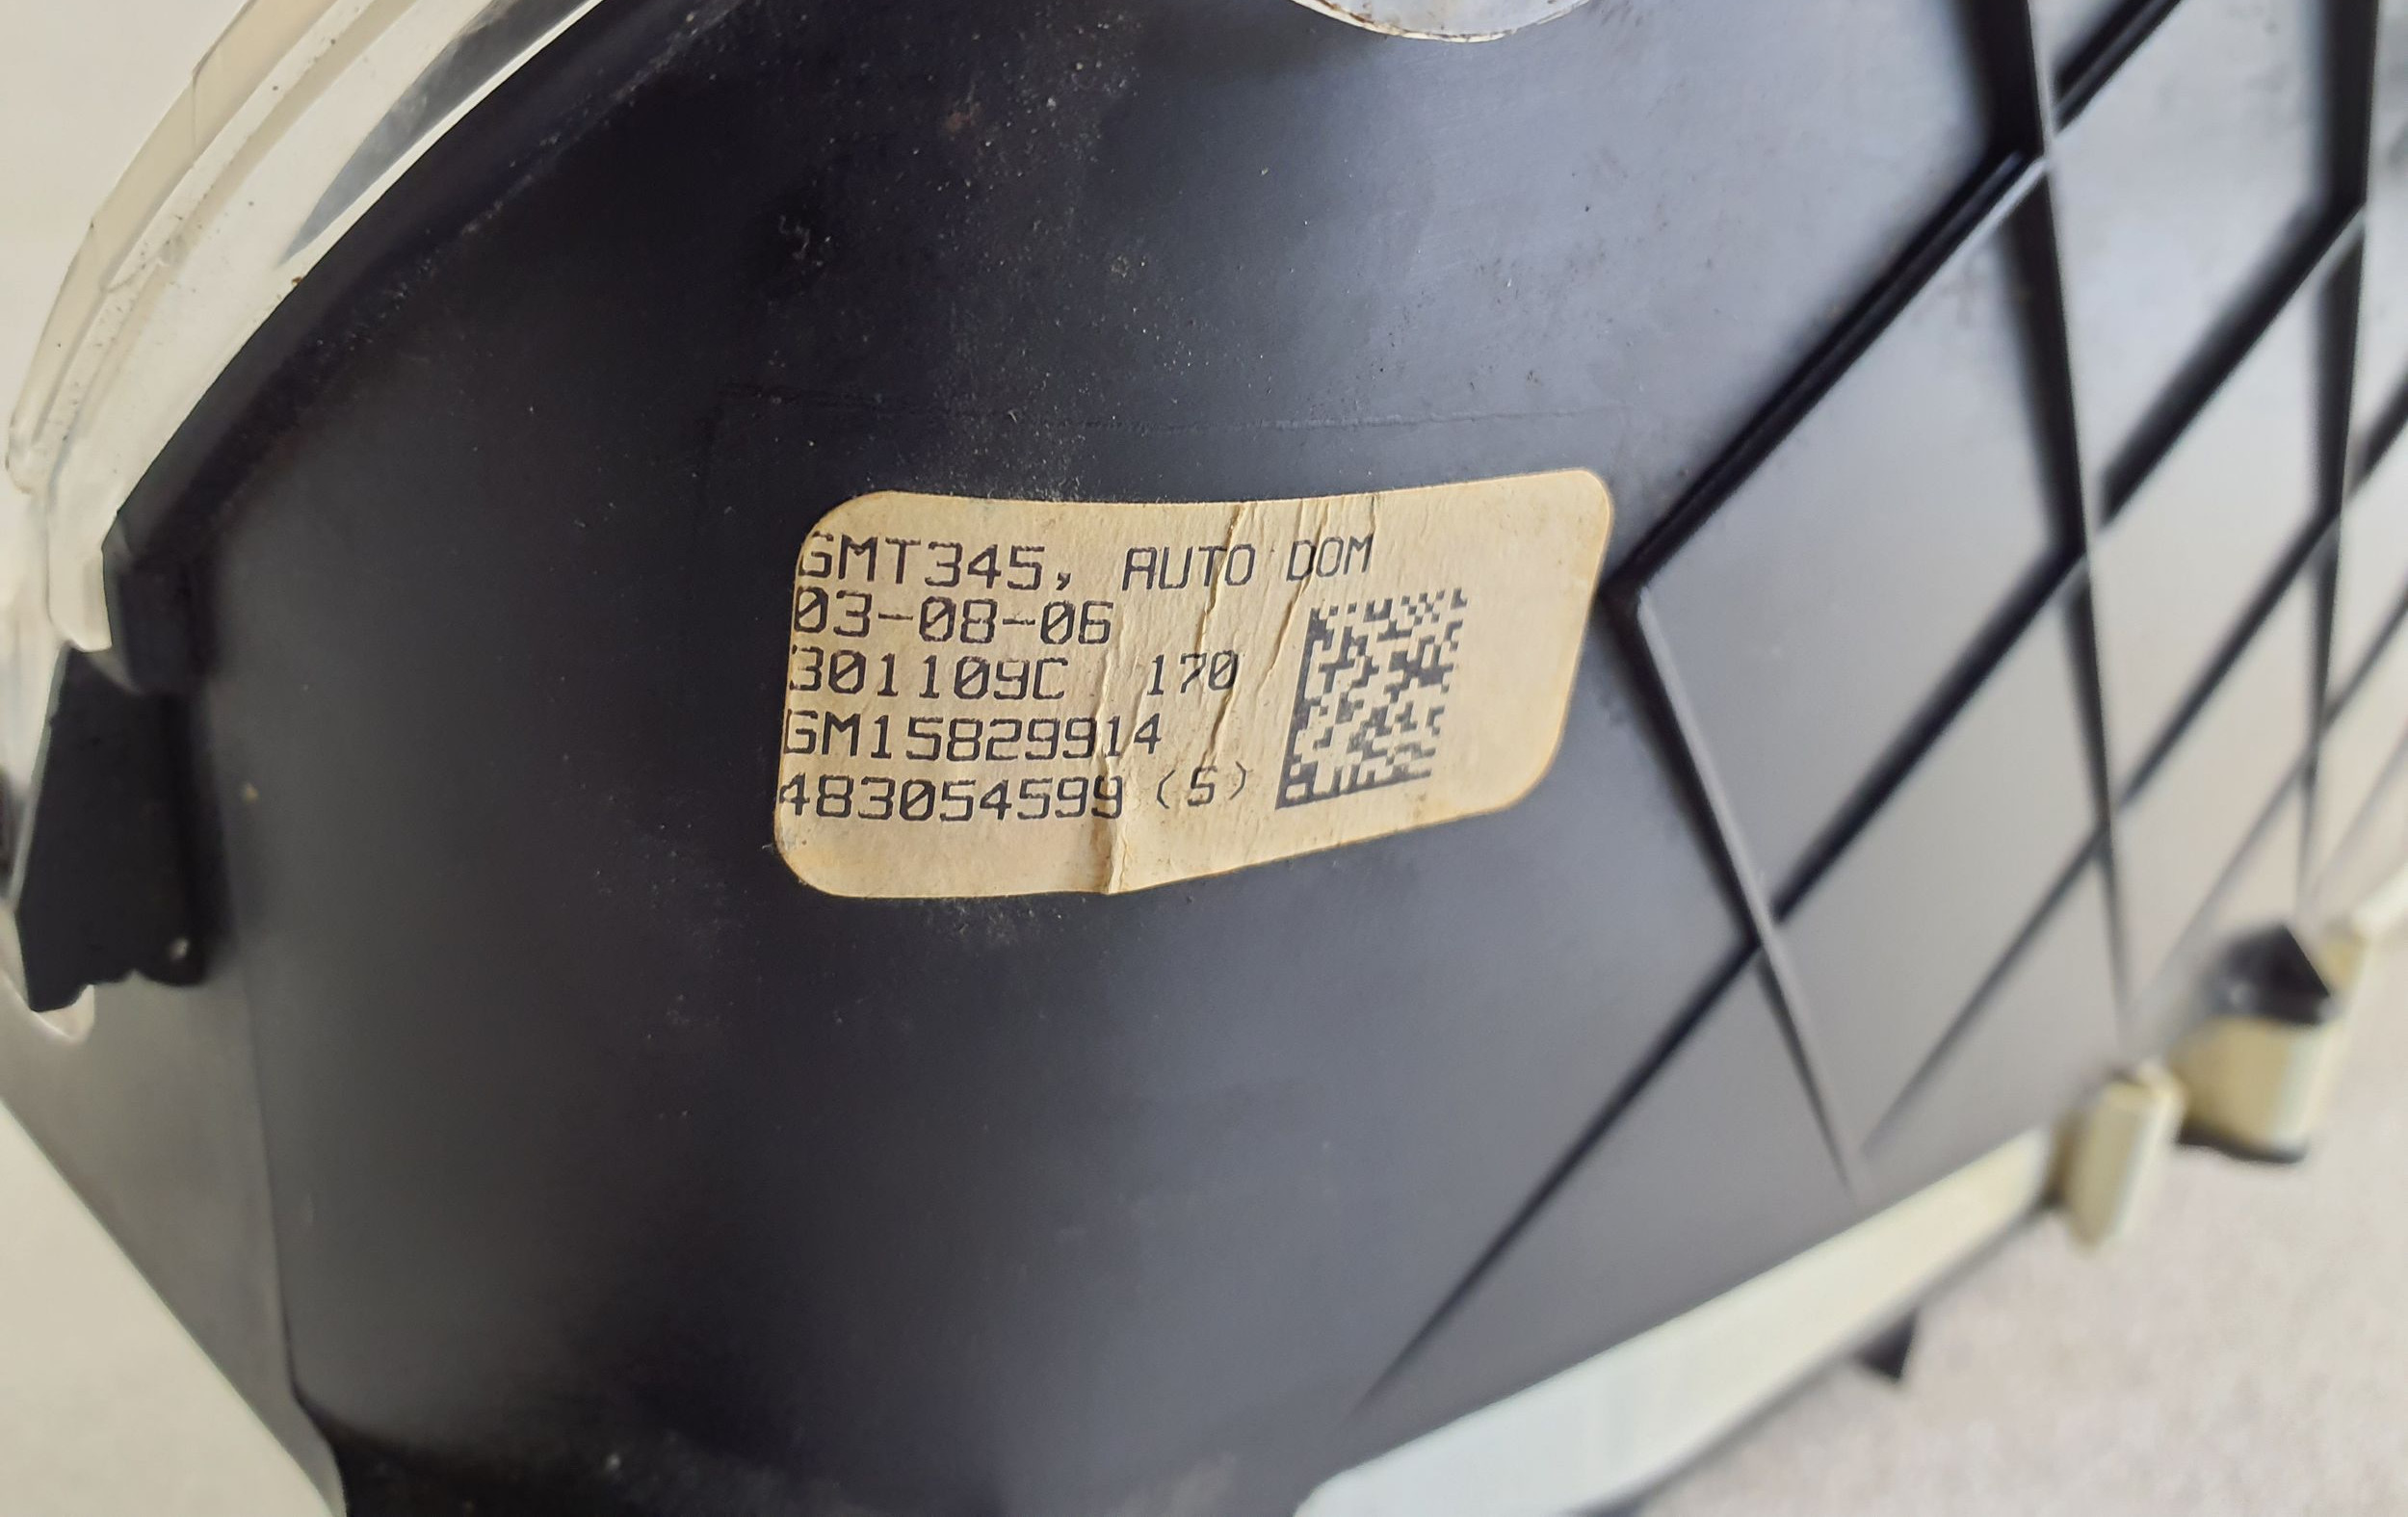 GMT345, AUTO DOM
03-08-06
301109C 170
GM15829914
483054599 (S)